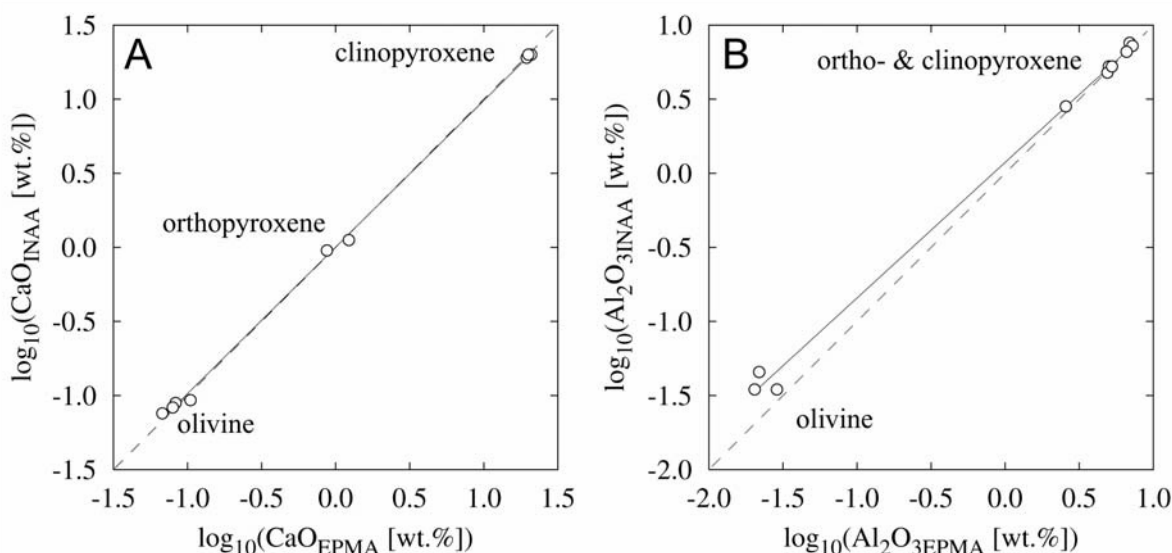 A
clinopyroxene
orthopyroxene
olivine
1.5
1.0
0.5
0.0
-0.5
-1.0
-1.5
log10(CaOINAA [wt.%])
-1.5 -1.0 -0.5 0.0 0.5 1.0 1.5
log10(CaOEPMA [wt.%])
B
ortho- & clinopyroxene
olivine
1.0
0.5
0.0
-0.5
-1.0
-1.5
-2.0
log10(Al2O3INAA [wt.%])
-2.0 -1.5 -1.0 -0.5 0.0 0.5 1.0
log10(Al2O3EPMA [wt.%])